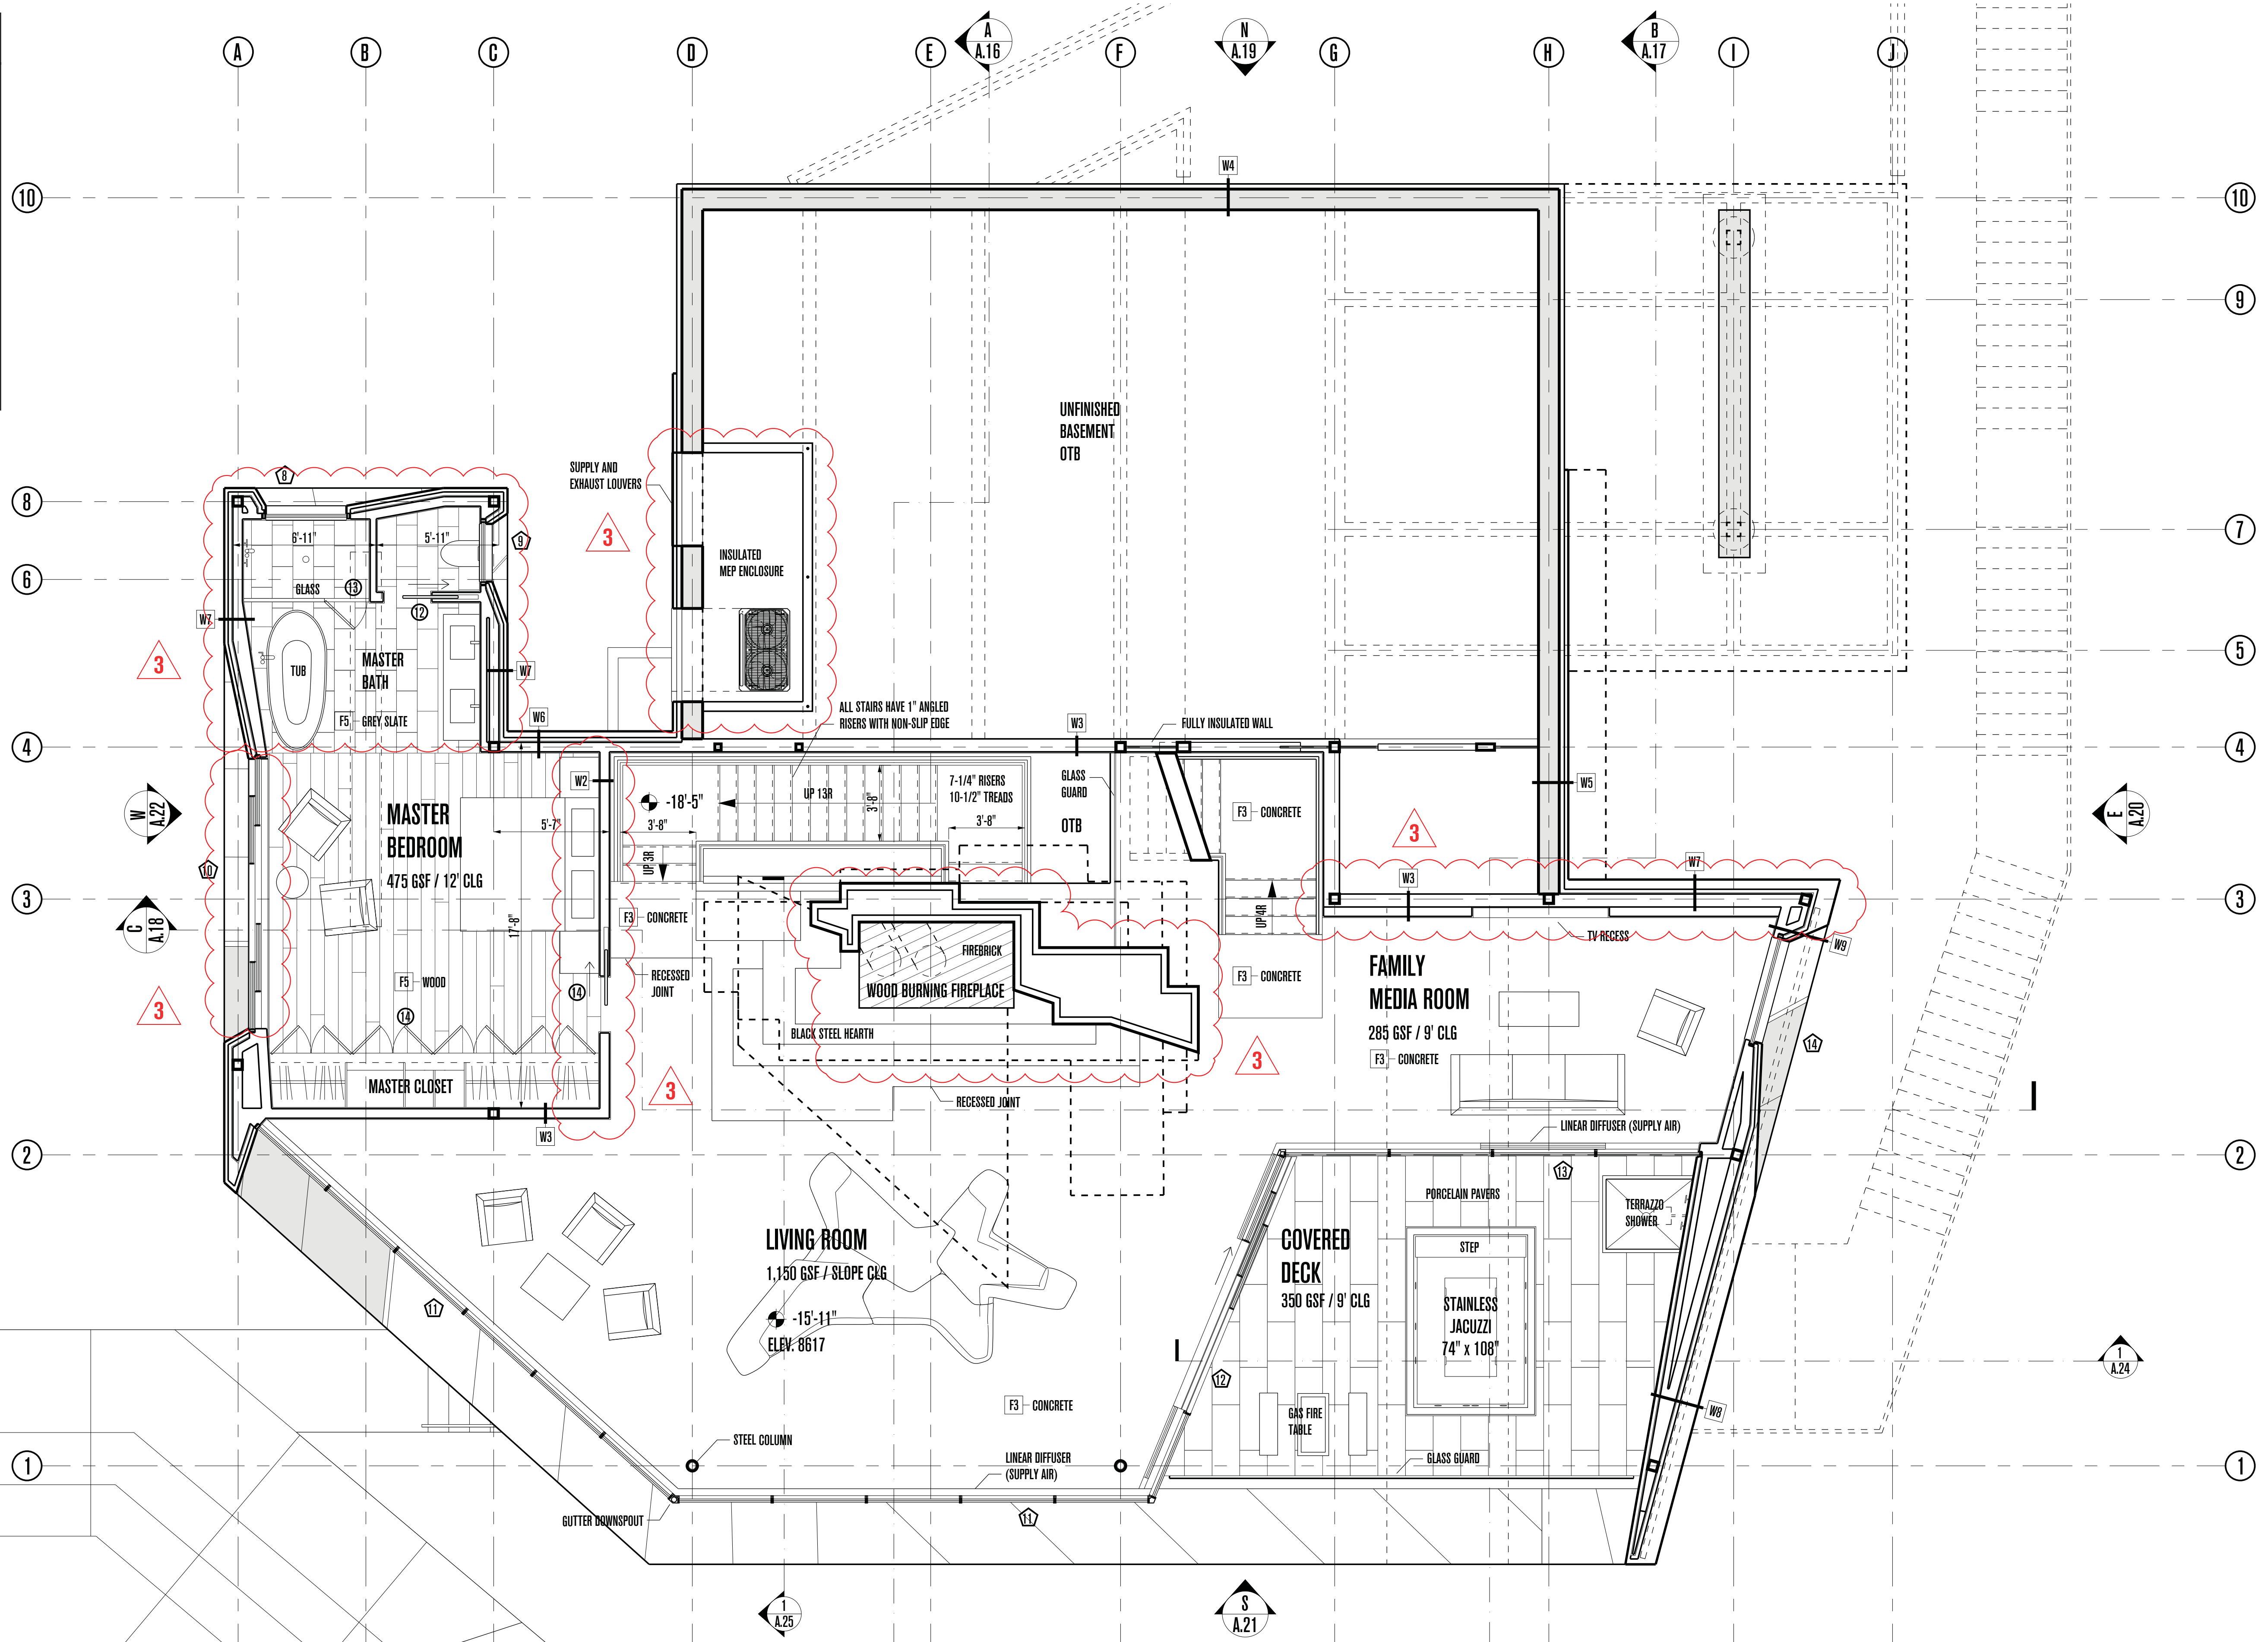 A
B
C
D
E
A
A.16
F
N
A.19
G
H
B
A.17
I
J
10
W4
10
9
UNFINISHED
BASEMENT
OTB
SUPPLY AND
EXHAUST LOUVERS
8
8
3
9
7
6'-11"
5'-11"
INSULATED
MEP ENCLOSURE
6
GLASS
13
12
W7
3
TUB
MASTER
BATH
W7
5
F5
GREY SLATE
W6
ALL STAIRS HAVE 1" ANGLED
RISERS WITH NON-SLIP EDGE
W3
FULLY INSULATED WALL
4
4
W2
-18'-5"
UP 13R
3'-8"
7-1/4" RISERS
10-1/2" TREADS
GLASS
GUARD
W5
W
A.22
MASTER
BEDROOM
475 GSF / 12' CLG
5'-7"
3'-8"
3'-8"
OTB
F3
CONCRETE
3
E
A.20
10
UP 3R
W3
W7
3
C
A.18
17'-8"
F3
CONCRETE
UP 4R
3
TV RECESS
W9
FIREBRICK
WOOD BURNING FIREPLACE
F5
WOOD
14
RECESSED
JOINT
F3
CONCRETE
FAMILY
MEDIA ROOM
285 GSF / 9' CLG
F3
CONCRETE
3
14
BLACK STEEL HEARTH
3
14
MASTER CLOSET
3
RECESSED JOINT
W3
LINEAR DIFFUSER (SUPPLY AIR)
2
13
2
PORCELAIN PAVERS
TERRAZZO
SHOWER
LIVING ROOM
1,150 GSF / SLOPE CLG
-15'-11"
ELEV. 8617
COVERED
DECK
350 GSF / 9' CLG
STEP
STAINLESS
JACUZZI
74" x 108"
11
12
1
A.24
F3
CONCRETE
GAS FIRE
TABLE
W8
STEEL COLUMN
LINEAR DIFFUSER
(SUPPLY AIR)
GLASS GUARD
1
1
GUTTER DOWNSPOUT
11
1
A.25
S
A.21